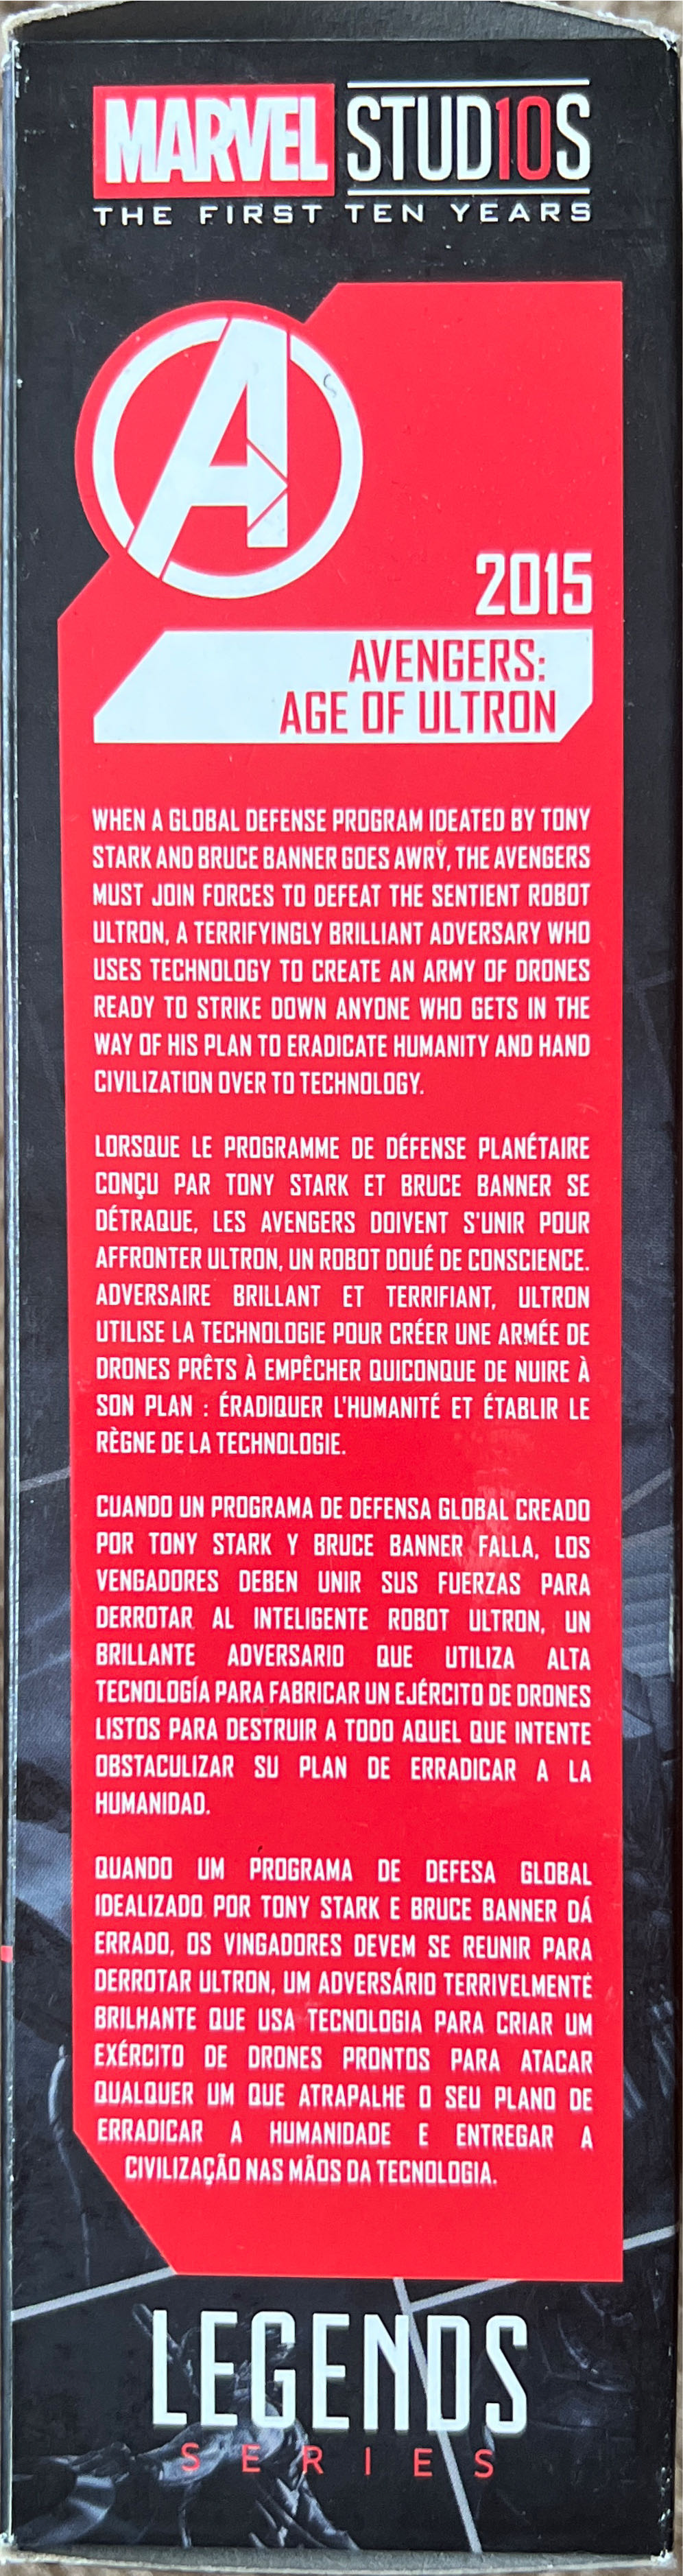 MARVEL STUD10S
THE FIRST TEN YEARS
A
2015
AVENGERS:
AGE OF ULTRON
WHEN A GLOBAL DEFENSE PROGRAM IDEATED BY TONY
STARK AND BRUCE BANNER GOES AWRY, THE AVENGERS
MUST JOIN FORCES TO DEFEAT THE SENTIENT ROBOT
ULTRON, A TERRIFYINGLY BRILLIANT ADVERSARY WHO
USES TECHNOLOGY TO CREATE AN ARMY OF DRONES
READY TO STRIKE DOWN ANYONE WHO GETS IN THE
WAY OF HIS PLAN TO ERADICATE HUMANITY AND HAND
CIVILIZATION OVER TO TECHNOLOGY.
LORSQUE LE PROGRAMME DE DÉFENSE PLANÉTAIRE
CONÇU PAR TONY STARK ET BRUCE BANNER SE
DÉTRAQUE, LES AVENGERS DOIVENT S'UNIR POUR
AFFRONTER ULTRON, UN ROBOT DOUÉ DE CONSCIENCE.
ADVERSAIRE BRILLANT ET TERRIFIANT, ULTRON
UTILISE LA TECHNOLOGIE POUR CRÉER UNE ARMÉE DE
DRONES PRÊTS À EMPÊCHER QUICONQUE DE NUIRE À
SON PLAN : ÉRADIQUER L'HUMANITÉ ET ÉTABLIR LE
RÈGNE DE LA TECHNOLOGIE.
CUANDO UN PROGRAMA DE DEFENSA GLOBAL CREADO
POR TONY STARK Y BRUCE BANNER FALLA, LOS
VENGADORES DEBEN UNIR SUS FUERZAS PARA
DERROTAR AL INTELIGENTE ROBOT ULTRON, UN
BRILLANTE ADVERSARIO QUE UTILIZA ALTA
TECNOLOGÍA PARA FABRICAR UN EJÉRCITO DE DRONES
LISTOS PARA DESTRUIR A TODO AQUEL QUE INTENTE
OBSTACULIZAR SU PLAN DE ERRADICAR A LA
HUMANIDAD.
QUANDO UM PROGRAMA DE DEFESA GLOBAL
IDEALIZADO POR TONY STARK E BRUCE BANNER DÁ
ERRADO, OS VINGADORES DEVEM SE REUNIR PARA
DERROTAR ULTRON, UM ADVERSÁRIO TERRIVELMENTE
BRILHANTE QUE USA TECNOLOGIA PARA CRIAR UM
EXÉRCITO DE DRONES PRONTOS PARA ATACAR
QUALQUER UM QUE ATRAPALHE O SEU PLANO DE
ERRADICAR A HUMANIDADE E ENTREGAR A
CIVILIZAÇÃO NAS MÃOS DA TECNOLOGIA.
LEGENDS
SERIES